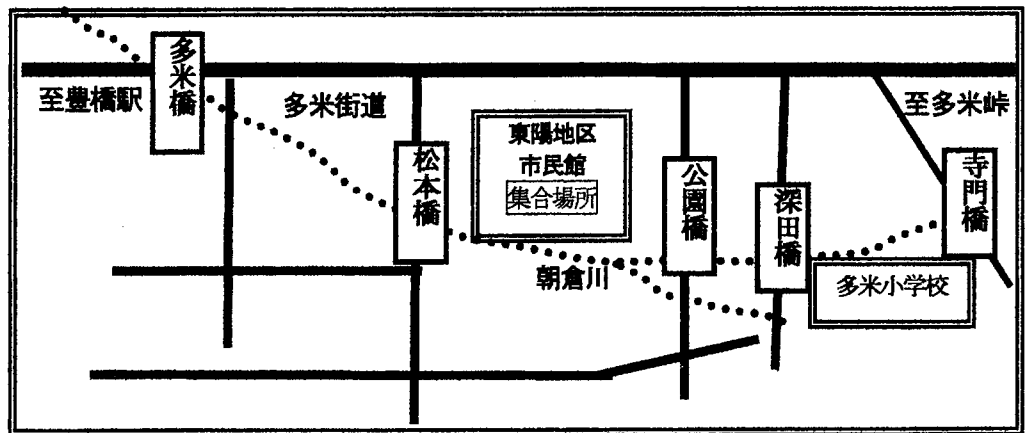 多米橋
至豊橋駅
多米街道
松本橋
東陽地区
市民館
集合場所
公園橋
深田橋
至多米峠
寺門橋
朝倉川
多米小学校